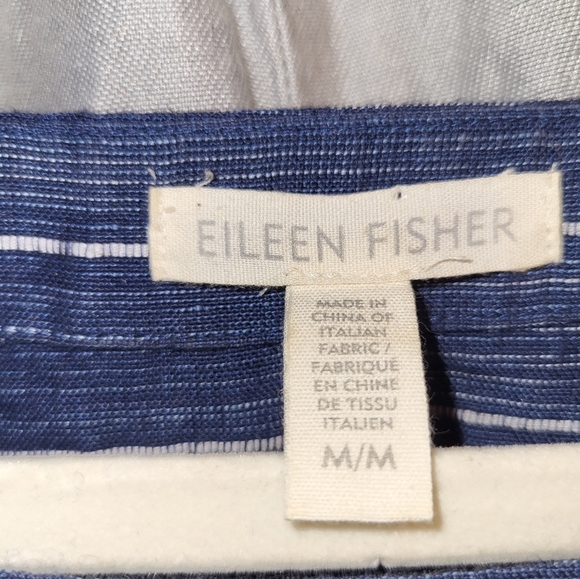 EILEEN FISHER
MADE IN
CHINA OF
ITALIAN
FABRIC /
FABRIQUÉ
EN CHINE
DE TISSU
ITALIEN
M/M